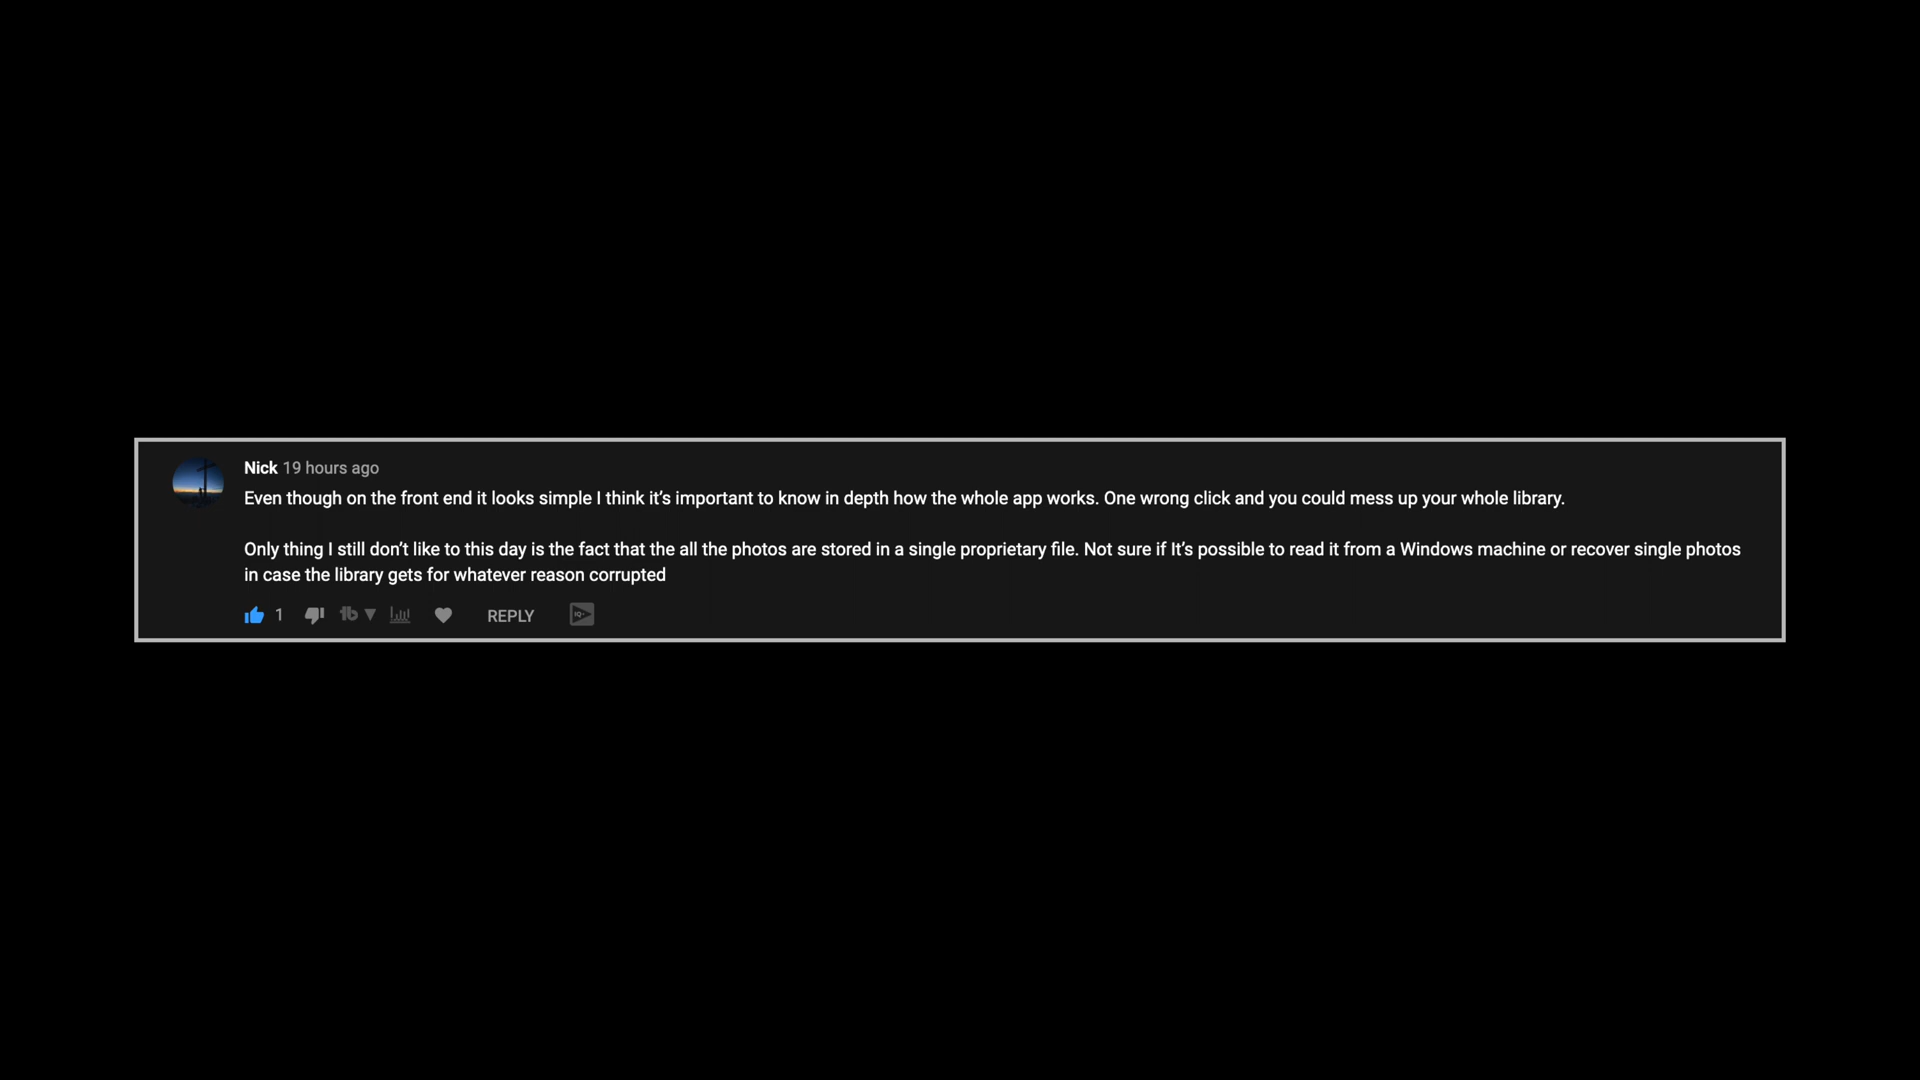 Nick 19 hours ago
Even though on the front end it looks simple I think it’s important to know in depth how the whole app works. One wrong click and you could mess up your whole library.
Only thing I still don’t like to this day is the fact that the all the photos are stored in a single proprietary file. Not sure if It’s possible to read it from a Windows machine or recover single photos
in case the library gets for whatever reason corrupted
1 REPLY